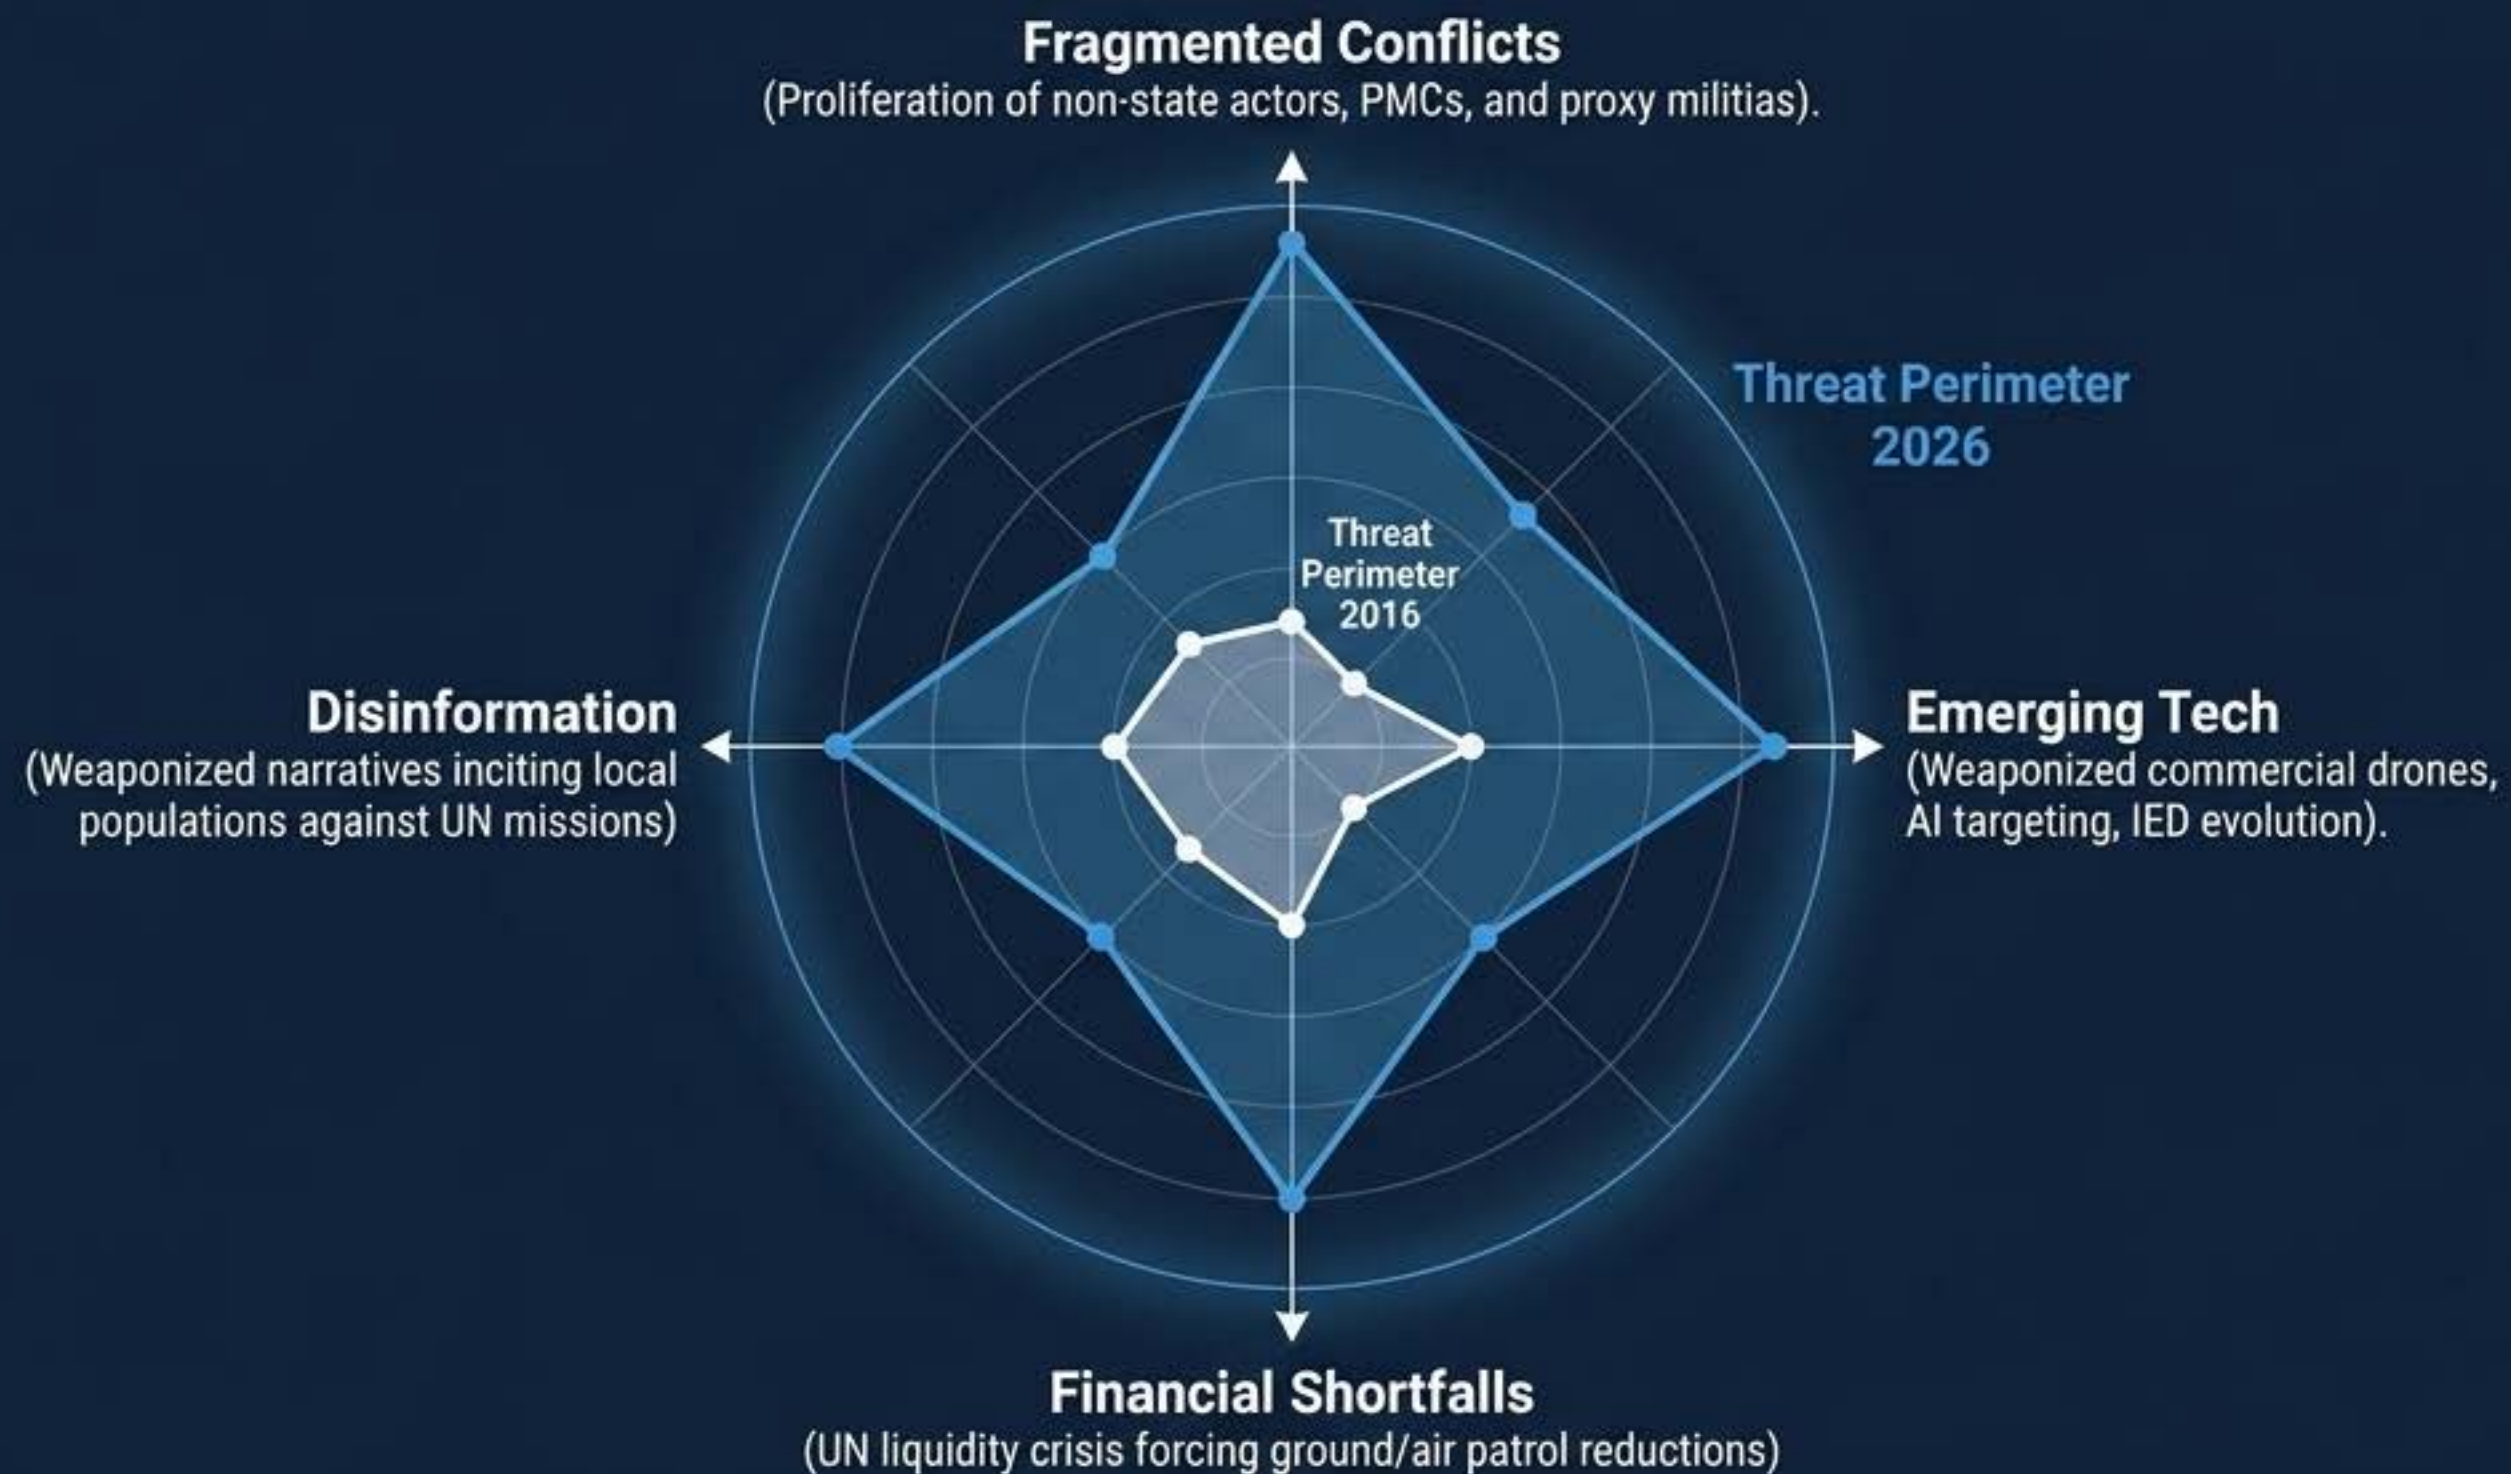 Fragmented Conflicts
(Proliferation of non-state actors, PMCs, and proxy militias).
Threat Perimeter
2026
Threat
Perimeter
2016
Disinformation
(Weaponized narratives inciting local
populations against UN missions)
Emerging Tech
(Weaponized commercial drones,
AI targeting, IED evolution).
Financial Shortfalls
(UN liquidity crisis forcing ground/air patrol reductions)